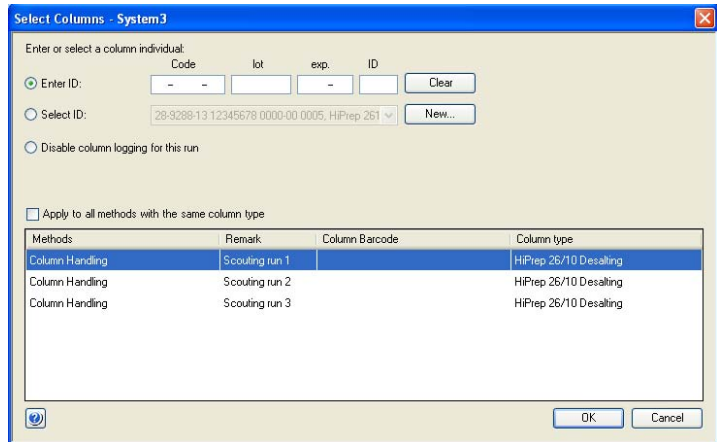 Select Columns - System3
Enter or select a column individual:
Code lot exp. ID
Enter ID: - - - Clear
Select ID: 28-9288-13 12345678 0000-00 0005, HiPrep 261 New...
Disable column logging for this run
Apply to all methods with the same column type
Methods Remark Column Barcode Column type
Column Handling Scouting run 1 HiPrep 26/10 Desalting
Column Handling Scouting run 2 HiPrep 26/10 Desalting
Column Handling Scouting run 3 HiPrep 26/10 Desalting
? OK Cancel